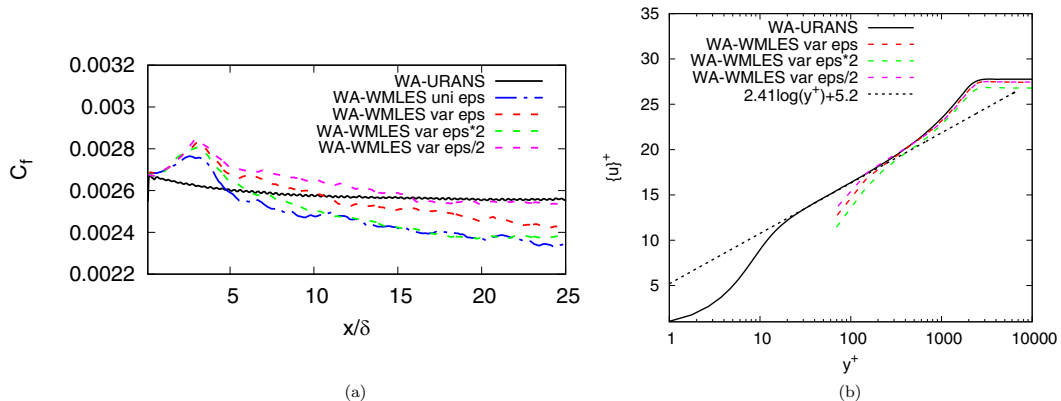 0.0032
0.003
0.0028
0.0026
0.0024
0.0022
C_f
WA-URANS
WA-WMLES uni eps
WA-WMLES var eps
WA-WMLES var eps*2
WA-WMLES var eps/2
5 10 15 20 25
x/δ
(a)
35
30
25
20
15
10
5
{u}^+
WA-URANS
WA-WMLES var eps
WA-WMLES var eps*2
WA-WMLES var eps/2
2.41log(y^+)+5.2
1 10 100 1000 10000
y^+
(b)